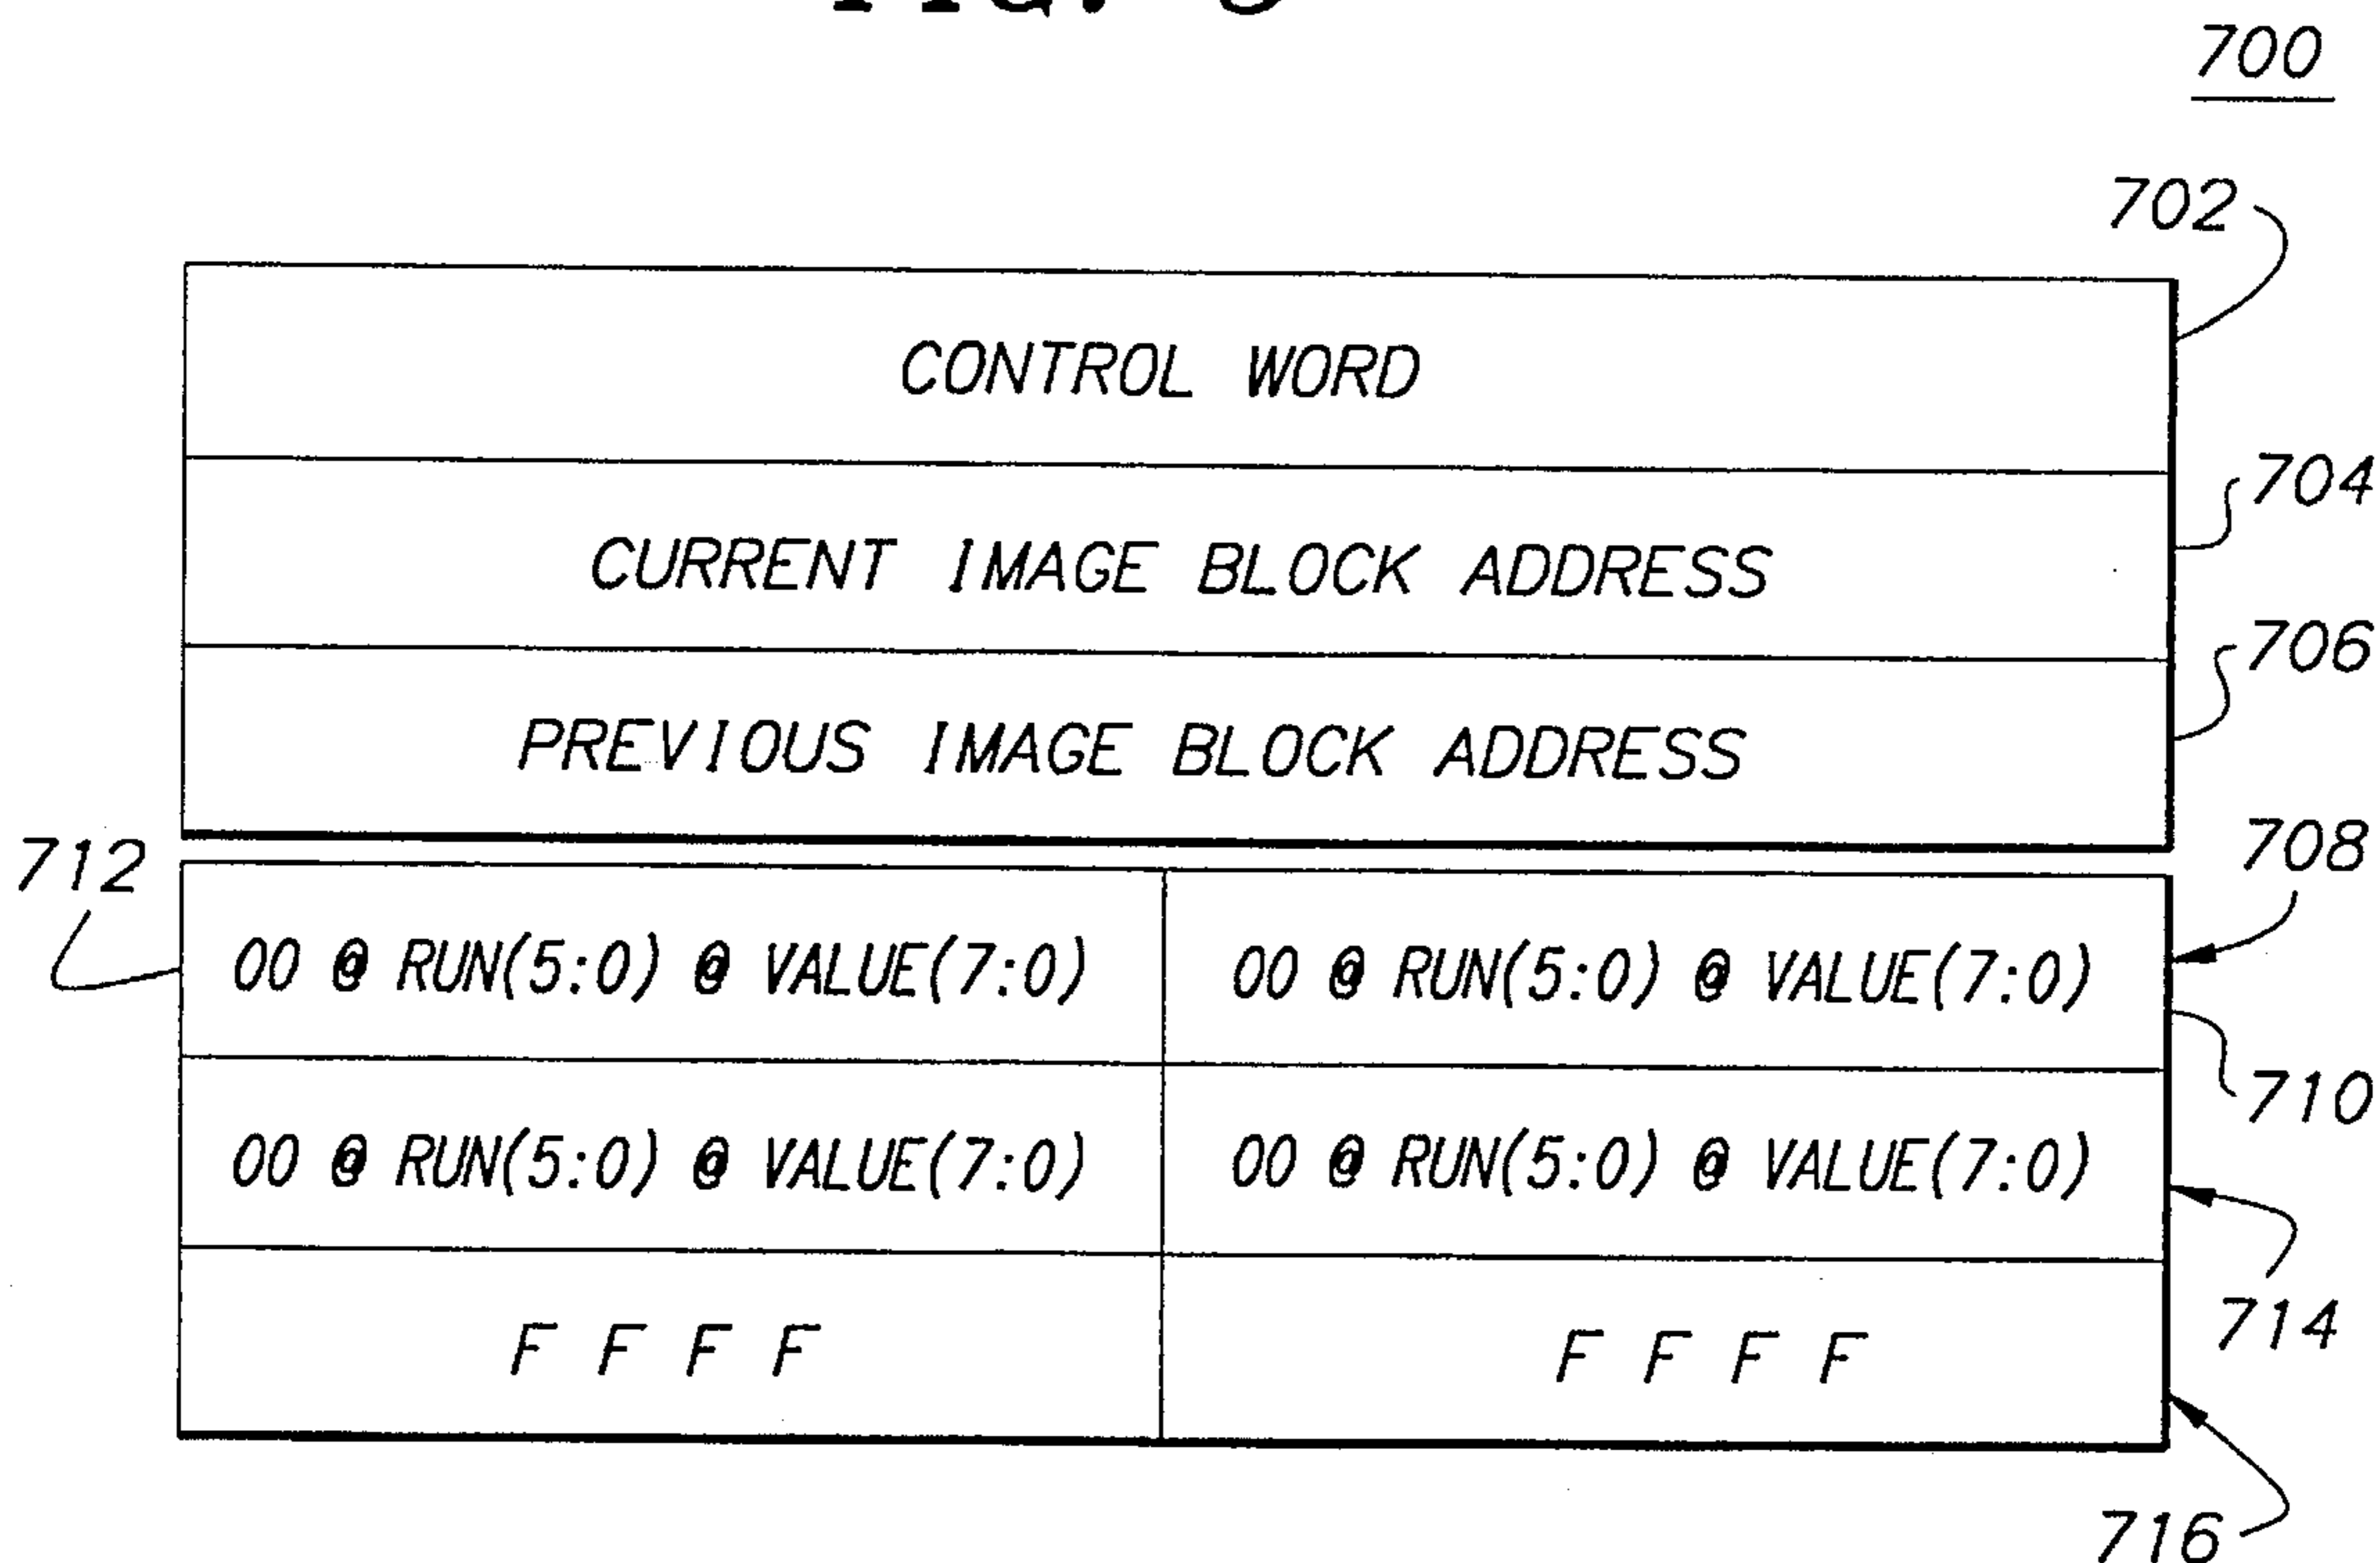 700
702
CONTROL WORD
704
CURRENT IMAGE BLOCK ADDRESS
706
PREVIOUS IMAGE BLOCK ADDRESS
712
708
00 @ RUN(5:0) @ VALUE(7:0) 00 @ RUN(5:0) @ VALUE(7:0)
710
00 @ RUN(5:0) @ VALUE(7:0) 00 @ RUN(5:0) @ VALUE(7:0)
714
F F F F F F F F
716